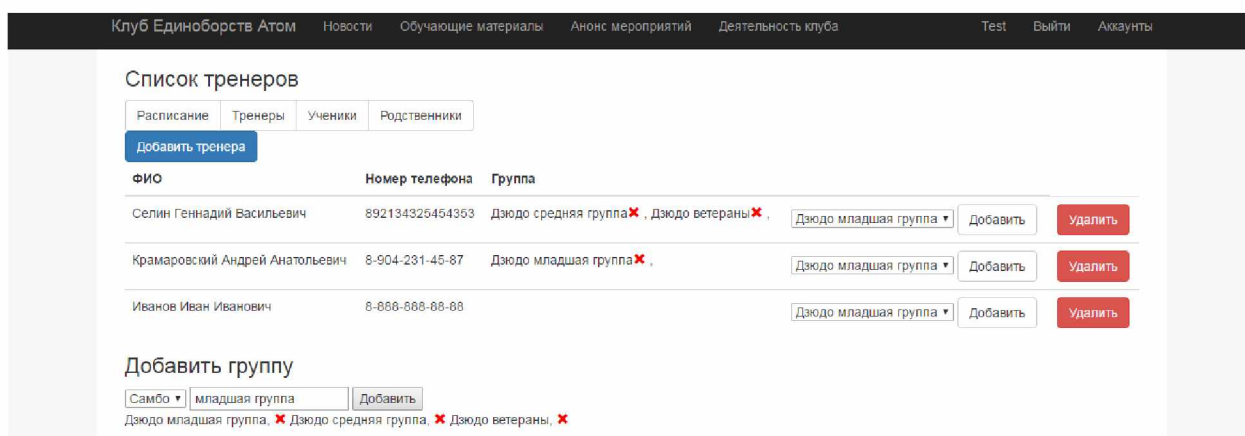 Клуб Единоборств Атом Новости Обучающие материалы Анонс мероприятий Деятельность клуба Test Выйти Аккаунты
Список тренеров
Расписание Тренеры Ученики Родственники
Добавить тренера
ФИО Номер телефона Группа
Селин Геннадий Васильевич 892134325454353 Дзюдо средняя группа✖ , Дзюдо ветераны✖ , Дзюдо младшая группа ▾ Добавить Удалить
Крамаровский Андрей Анатольевич 8-904-231-45-87 Дзюдо младшая группа✖ , Дзюдо младшая группа ▾ Добавить Удалить
Иванов Иван Иванович 8-888-888-88-88 Дзюдо младшая группа ▾ Добавить Удалить
Добавить группу
Самбо ▾ младшая группа Добавить
Дзюдо младшая группа, ✖ Дзюдо средняя группа, ✖ Дзюдо ветераны, ✖